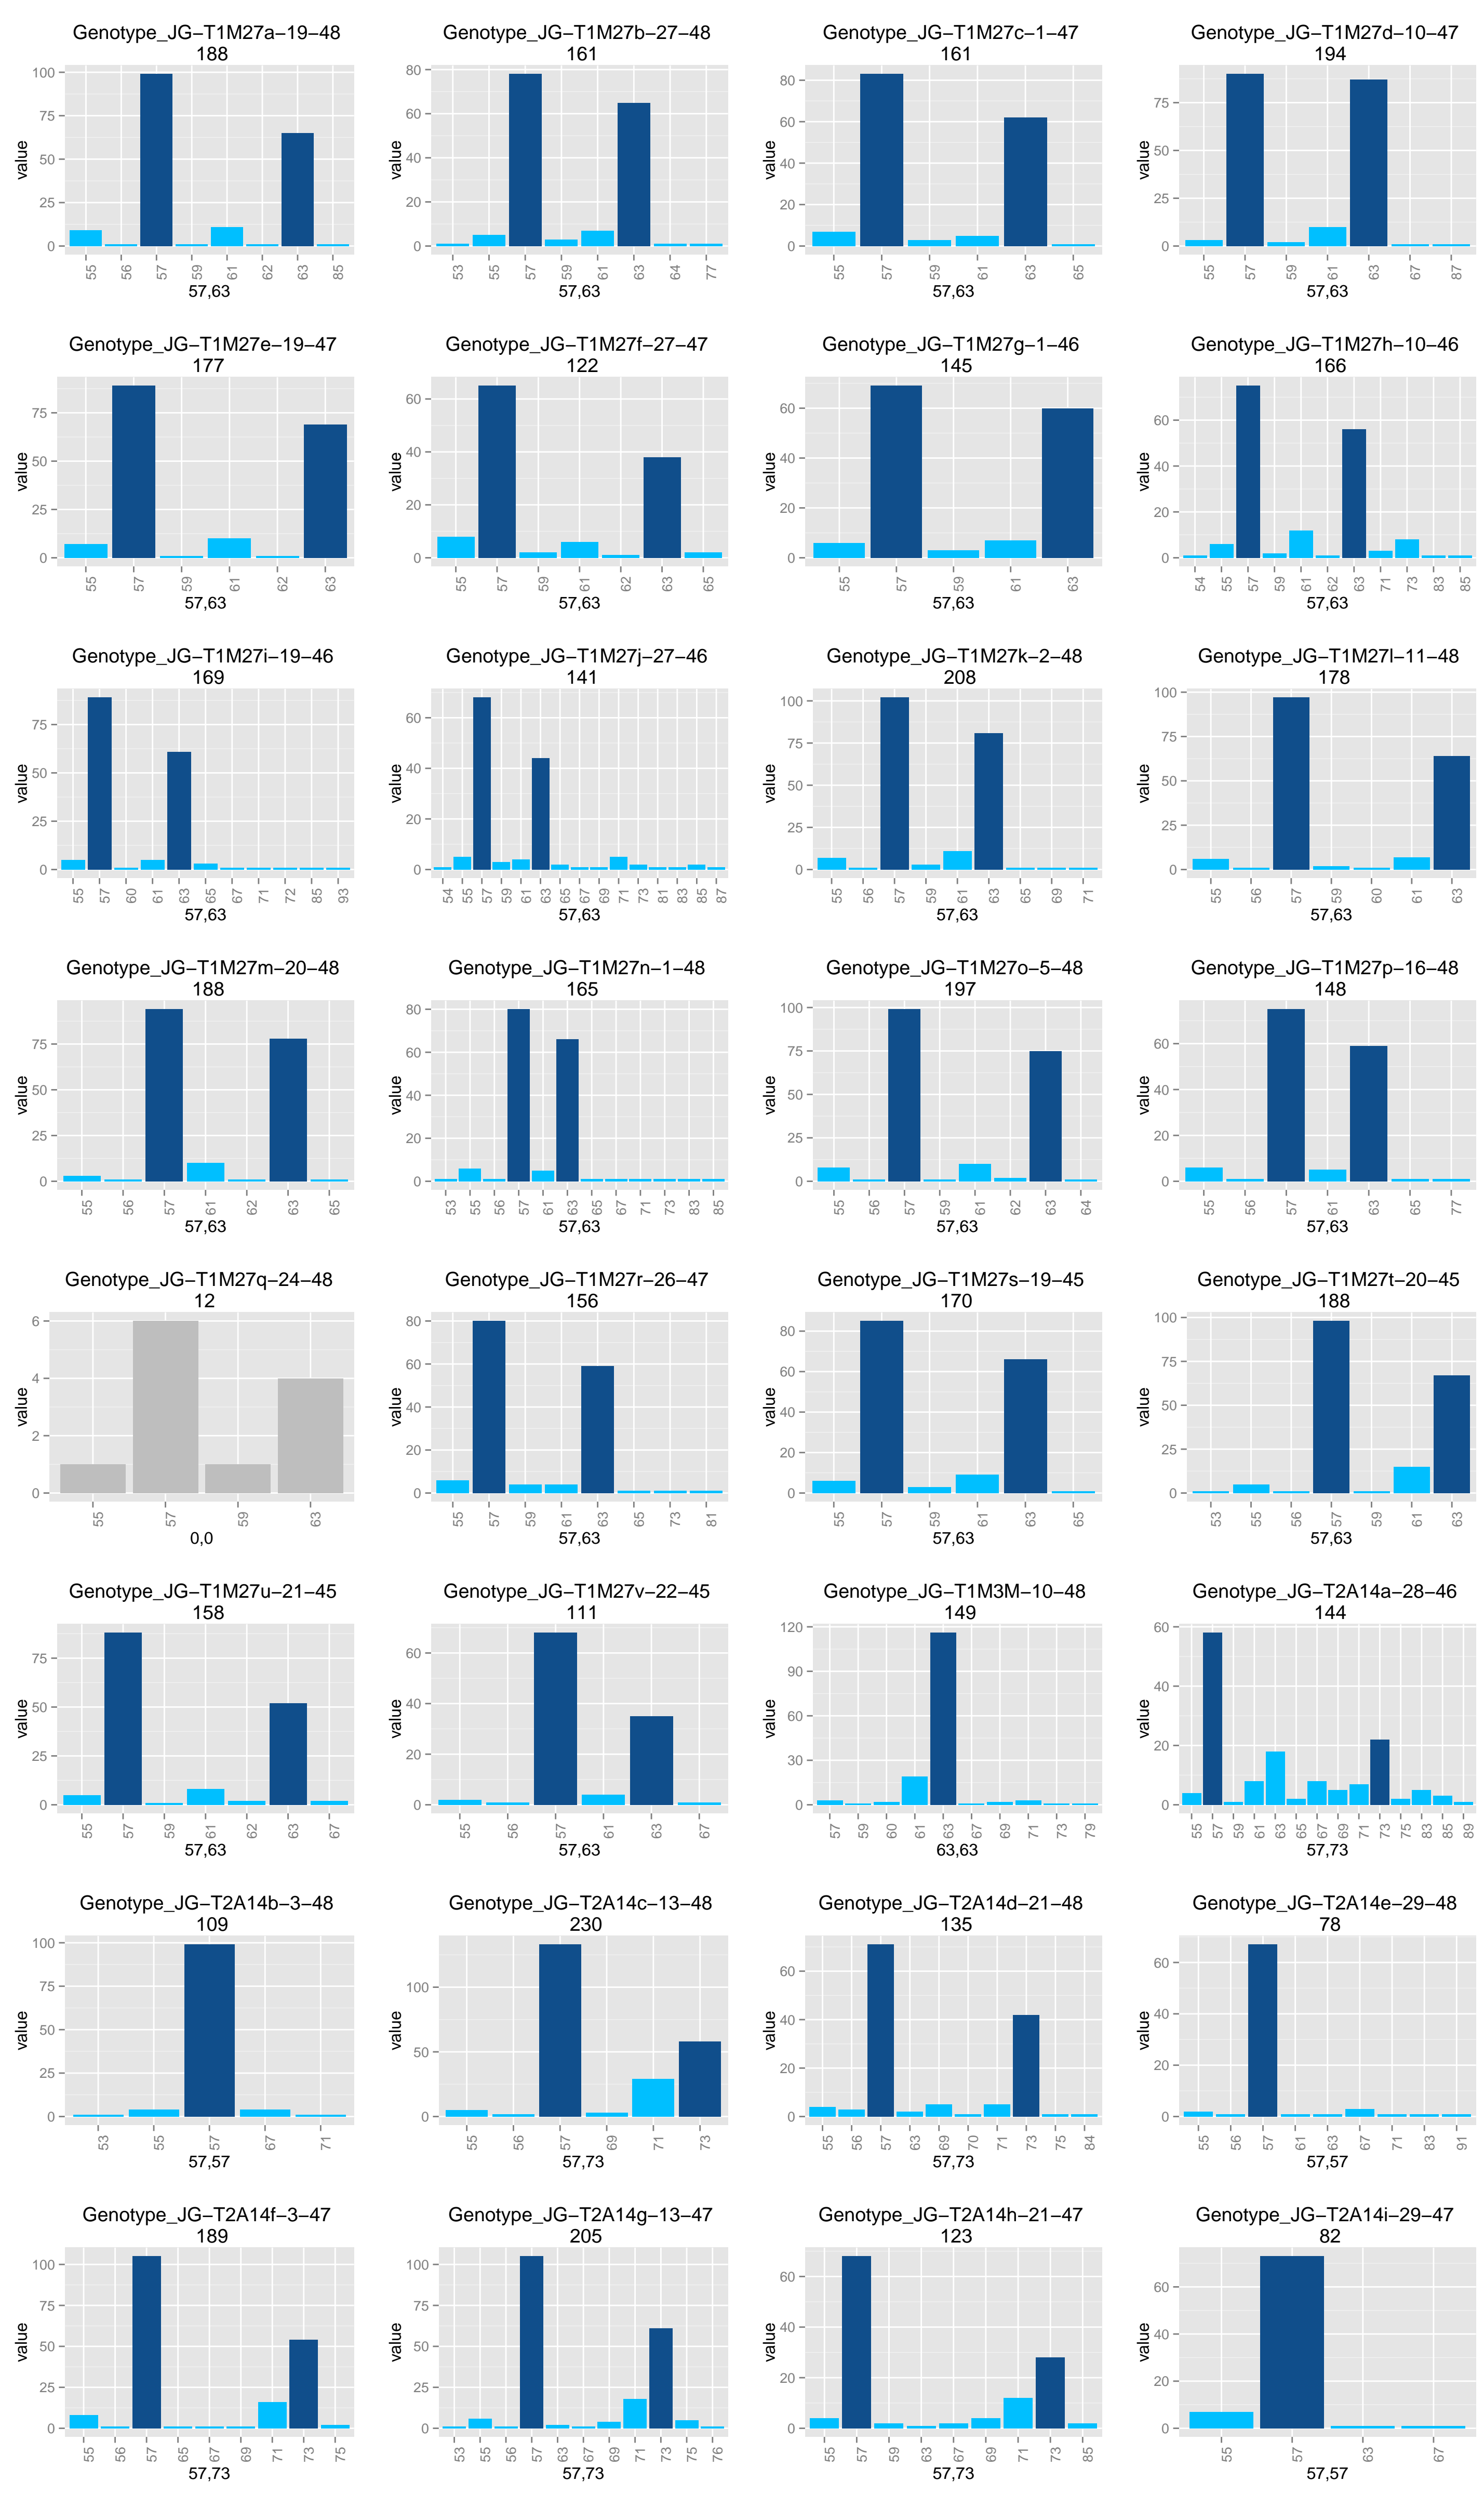 Genotype_JG-T1M27a-19-48
188
value
100
75
50
25
0
55 56 57 59 61 62 63 85
57,63
Genotype_JG-T1M27b-27-48
161
value
80
60
40
20
0
53 55 57 59 61 63 64 77
57,63
Genotype_JG-T1M27c-1-47
161
value
80
60
40
20
0
55 57 59 61 63 65
57,63
Genotype_JG-T1M27d-10-47
194
value
75
50
25
0
55 57 59 61 63 67 87
57,63
Genotype_JG-T1M27e-19-47
177
value
75
50
25
0
55 57 59 61 62 63
57,63
Genotype_JG-T1M27f-27-47
122
value
60
40
20
0
55 57 59 61 62 63 65
57,63
Genotype_JG-T1M27g-1-46
145
value
60
40
20
0
55 57 59 61 63
57,63
Genotype_JG-T1M27h-10-46
166
value
60
40
20
0
54 55 57 59 61 62 63 71 73 83 85
57,63
Genotype_JG-T1M27i-19-46
169
value
75
50
25
0
55 57 60 61 63 65 67 71 72 85 93
57,63
Genotype_JG-T1M27j-27-46
141
value
60
40
20
0
54 55 57 59 61 63 65 67 69 71 73 81 83 85 87
57,63
Genotype_JG-T1M27k-2-48
208
value
100
75
50
25
0
55 56 57 59 61 63 65 69 71
57,63
Genotype_JG-T1M27l-11-48
178
value
100
75
50
25
0
55 56 57 59 60 61 63
57,63
Genotype_JG-T1M27m-20-48
188
value
75
50
25
0
55 56 57 61 62 63 65
57,63
Genotype_JG-T1M27n-1-48
165
value
80
60
40
20
0
53 55 56 57 61 63 65 67 71 73 83 85
57,63
Genotype_JG-T1M27o-5-48
197
value
100
75
50
25
0
55 56 57 59 61 62 63 64
57,63
Genotype_JG-T1M27p-16-48
148
value
60
40
20
0
55 56 57 61 63 65 77
57,63
Genotype_JG-T1M27q-24-48
12
value
6
4
2
0
55 57 59 63
0,0
Genotype_JG-T1M27r-26-47
156
value
80
60
40
20
0
55 57 59 61 63 65 73 81
57,63
Genotype_JG-T1M27s-19-45
170
value
80
60
40
20
0
55 57 59 61 63 65
57,63
Genotype_JG-T1M27t-20-45
188
value
100
75
50
25
0
53 55 56 57 59 61 63
57,63
Genotype_JG-T1M27u-21-45
158
value
75
50
25
0
55 57 59 61 62 63 67
57,63
Genotype_JG-T1M27v-22-45
111
value
60
40
20
0
55 56 57 61 63 67
57,63
Genotype_JG-T1M3M-10-48
149
value
120
90
60
30
0
57 59 60 61 63 67 69 71 73 79
63,63
Genotype_JG-T2A14a-28-46
144
value
60
40
20
0
55 57 59 61 63 65 67 69 71 73 75 83 85 89
57,73
Genotype_JG-T2A14b-3-48
109
value
100
75
50
25
0
53 55 57 67 71
57,57
Genotype_JG-T2A14c-13-48
230
value
100
50
0
55 56 57 69 71 73
57,73
Genotype_JG-T2A14d-21-48
135
value
60
40
20
0
55 56 57 63 69 70 71 73 75 84
57,73
Genotype_JG-T2A14e-29-48
78
value
60
40
20
0
55 56 57 61 63 67 71 83 91
57,57
Genotype_JG-T2A14f-3-47
189
value
100
75
50
25
0
55 56 57 65 67 69 71 73 75
57,73
Genotype_JG-T2A14g-13-47
205
value
100
75
50
25
0
53 55 56 57 63 67 69 71 73 75 76
57,73
Genotype_JG-T2A14h-21-47
123
value
60
40
20
0
55 57 59 63 67 69 71 73 85
57,73
Genotype_JG-T2A14i-29-47
82
value
60
40
20
0
55 57 63 67
57,57